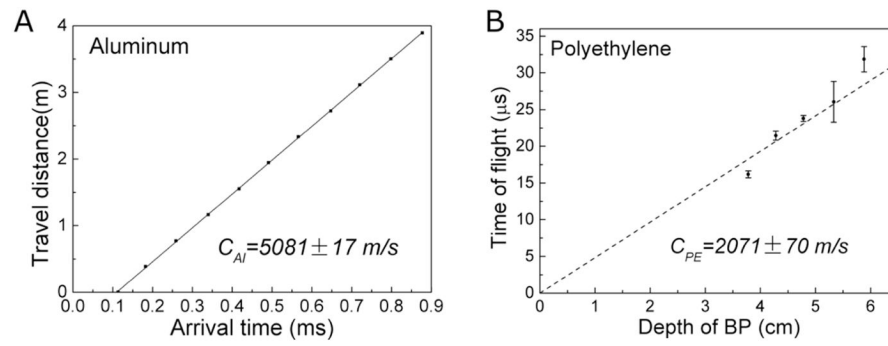 A
Aluminum
Travel distance(m)
4
3
2
1
0
C_Al=5081±17 m/s
0.0 0.1 0.2 0.3 0.4 0.5 0.6 0.7 0.8 0.9
Arrival time (ms)
B
Polyethylene
Time of flight (μs)
35
30
25
20
15
10
5
0
C_PE=2071±70 m/s
0 1 2 3 4 5 6
Depth of BP (cm)